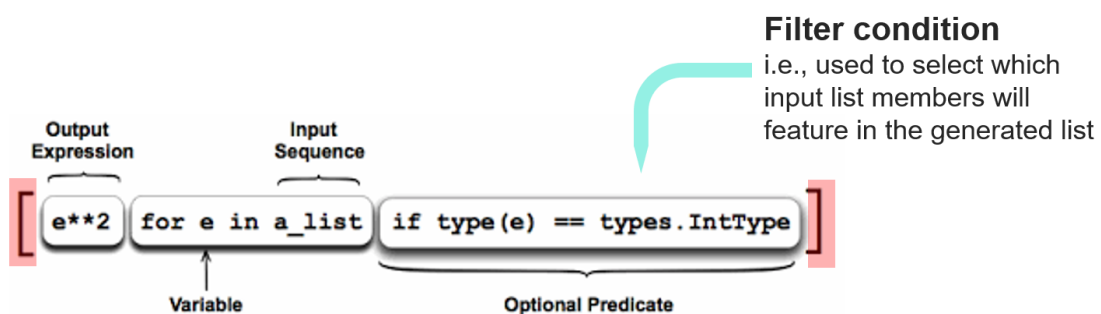 Filter condition
i.e., used to select which
input list members will
feature in the generated list
Output
Expression
Input
Sequence
[ e**2 for e in a_list if type(e) == types.IntType ]
Variable
Optional Predicate